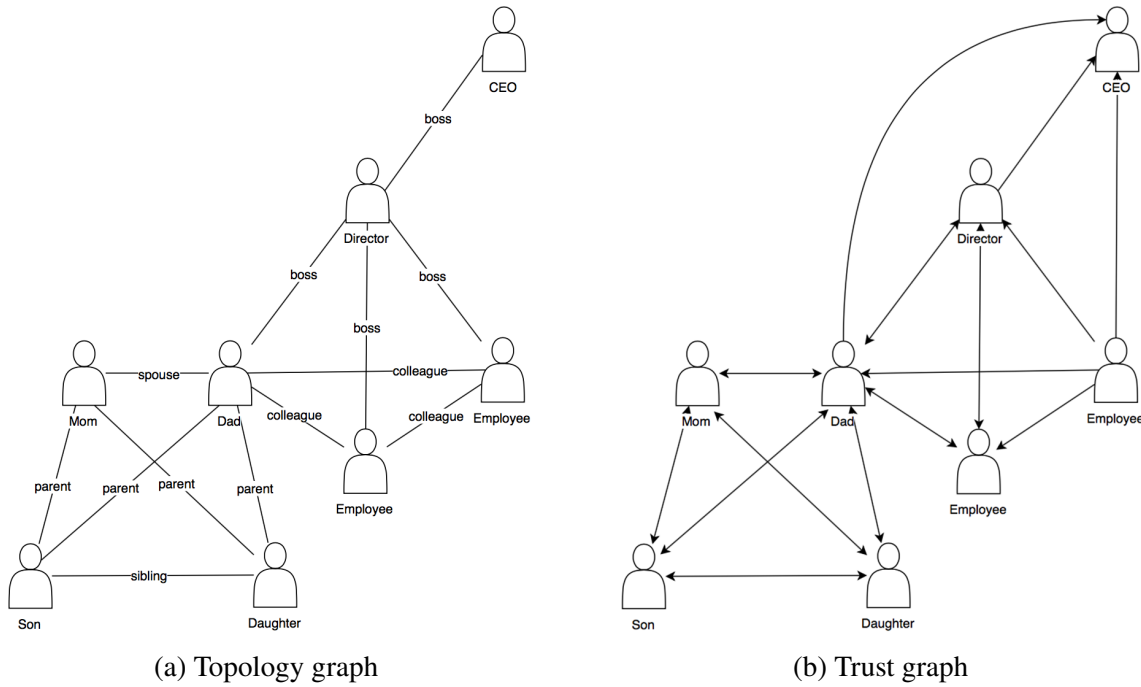 CEO
boss
Director
boss
boss
boss
spouse
colleague
Mom
Dad
colleague
colleague
Employee
parent
parent
parent
parent
Employee
sibling
Son
Daughter
(a) Topology graph
CEO
Director
Mom
Dad
Employee
Employee
Son
Daughter
(b) Trust graph